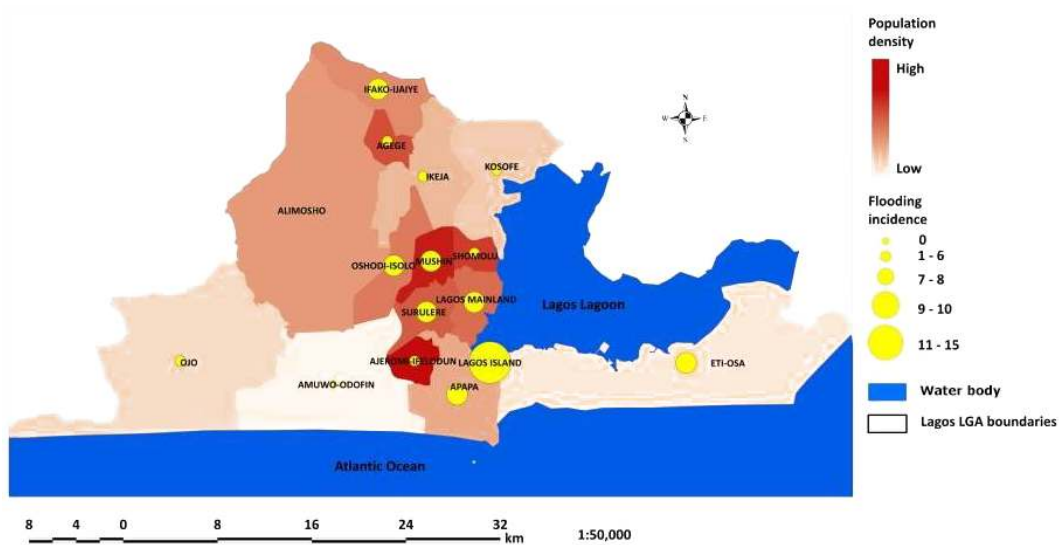 Population
density
High
Low
Flooding
incidence
0
1 - 6
7 - 8
9 - 10
11 - 15
Water body
Lagos LGA boundaries
N
W E
S
IFAKO-IJAIYE
AGEGE
IKEJA
KOSOFE
ALIMOSHO
OSHODI-ISOLO
MUSHIN
SHOMOLU
LAGOS MAINLAND
SURULERE
Lagos Lagoon
OJO
AJEROMI-IFELODUN
LAGOS ISLAND
ETI-OSA
AMUWO-ODOFIN
APAPA
Atlantic Ocean
8 4 0 8 16 24 32
km
1:50,000